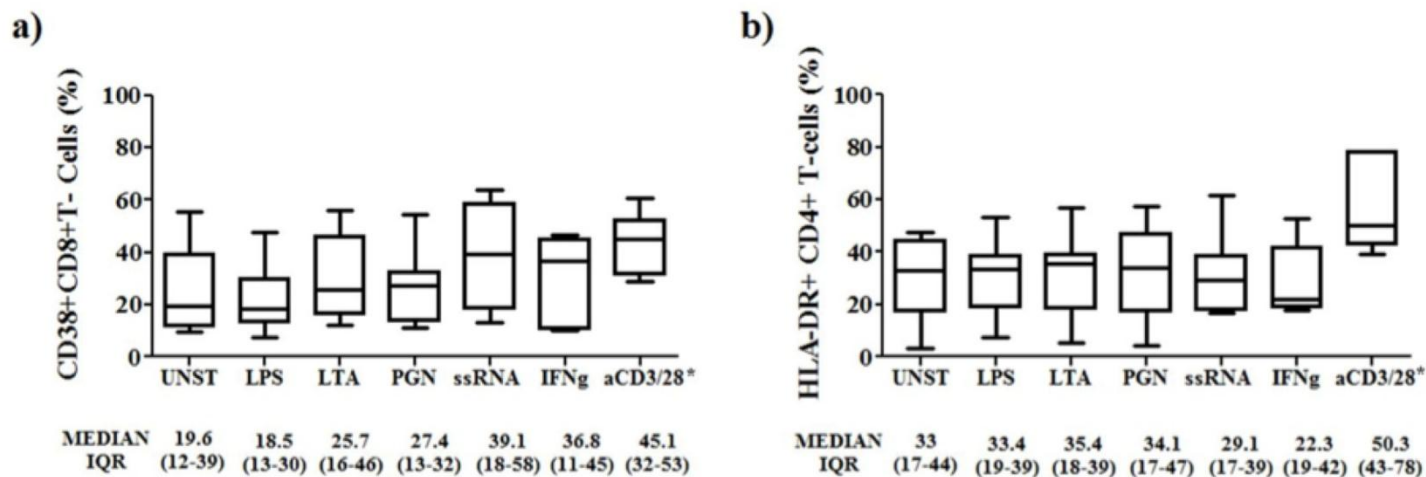 a)
CD38+CD8+T- Cells (%)
100
80
60
40
20
0
UNST LPS LTA PGN ssRNA IFNg aCD3/28*
MEDIAN 19.6 18.5 25.7 27.4 39.1 36.8 45.1
IQR (12-39) (13-30) (16-46) (13-32) (18-58) (11-45) (32-53)
b)
HLA-DR+ CD4+ T-cells (%)
100
80
60
40
20
0
UNST LPS LTA PGN ssRNA IFNg aCD3/28*
MEDIAN 33 33.4 35.4 34.1 29.1 22.3 50.3
IQR (17-44) (19-39) (18-39) (17-47) (17-39) (19-42) (43-78)